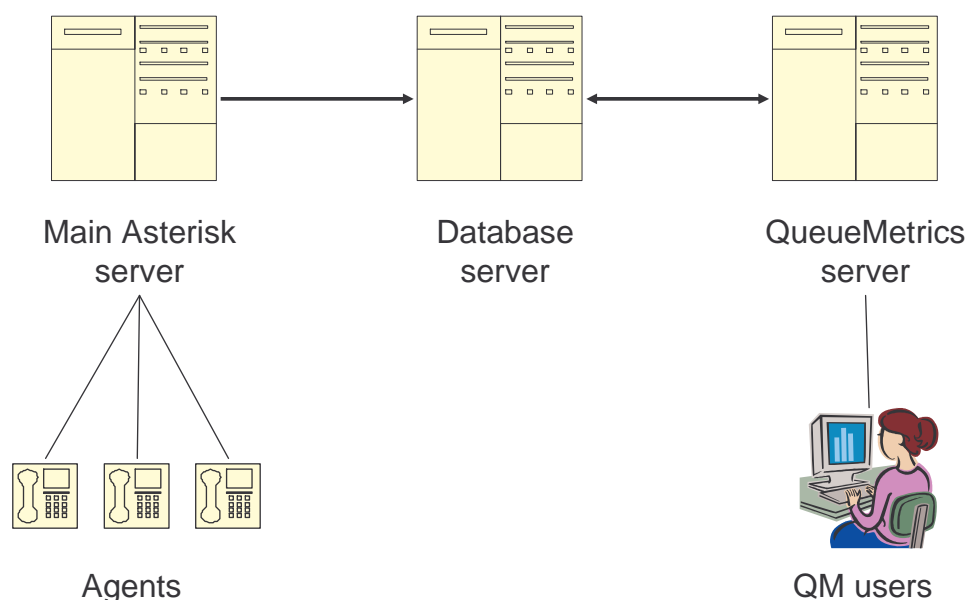 Main Asterisk
server
Database
server
QueueMetrics
server
Agents
QM users